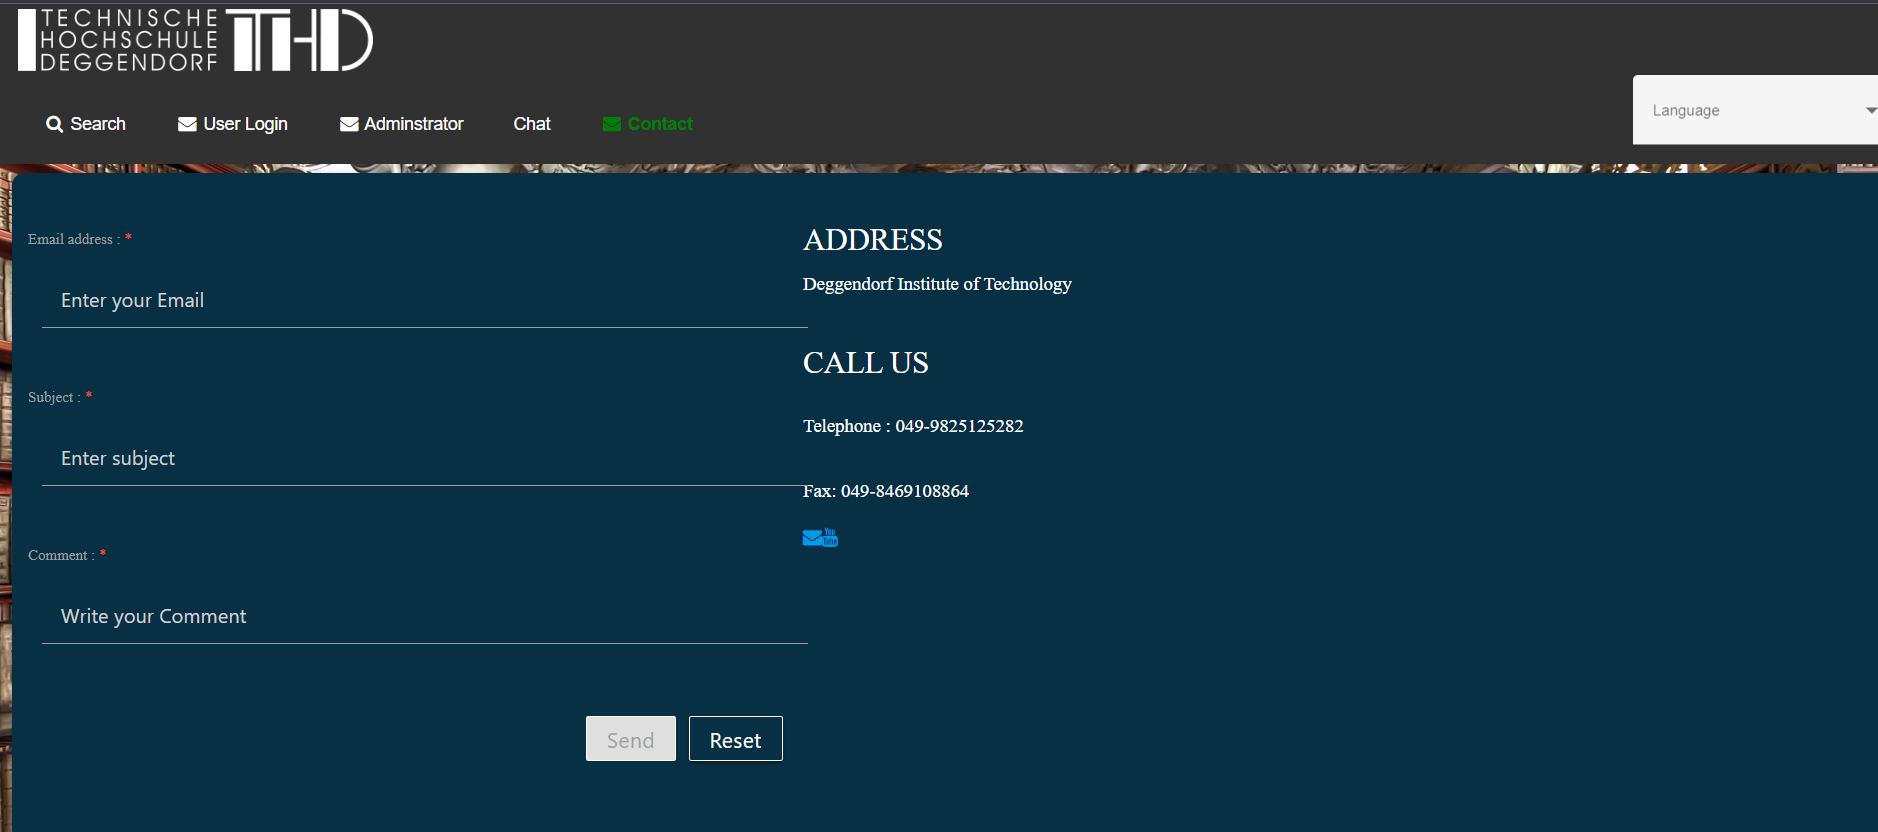 TECHNISCHE
HOCHSCHULE
DEGGENDORF
THD
Search
User Login
Adminstrator
Chat
Contact
Language
Email address : *
Enter your Email
Subject : *
Enter subject
Comment : *
Write your Comment
Send
Reset
ADDRESS
Deggendorf Institute of Technology
CALL US
Telephone : 049-9825125282
Fax: 049-8469108864
You
Tube